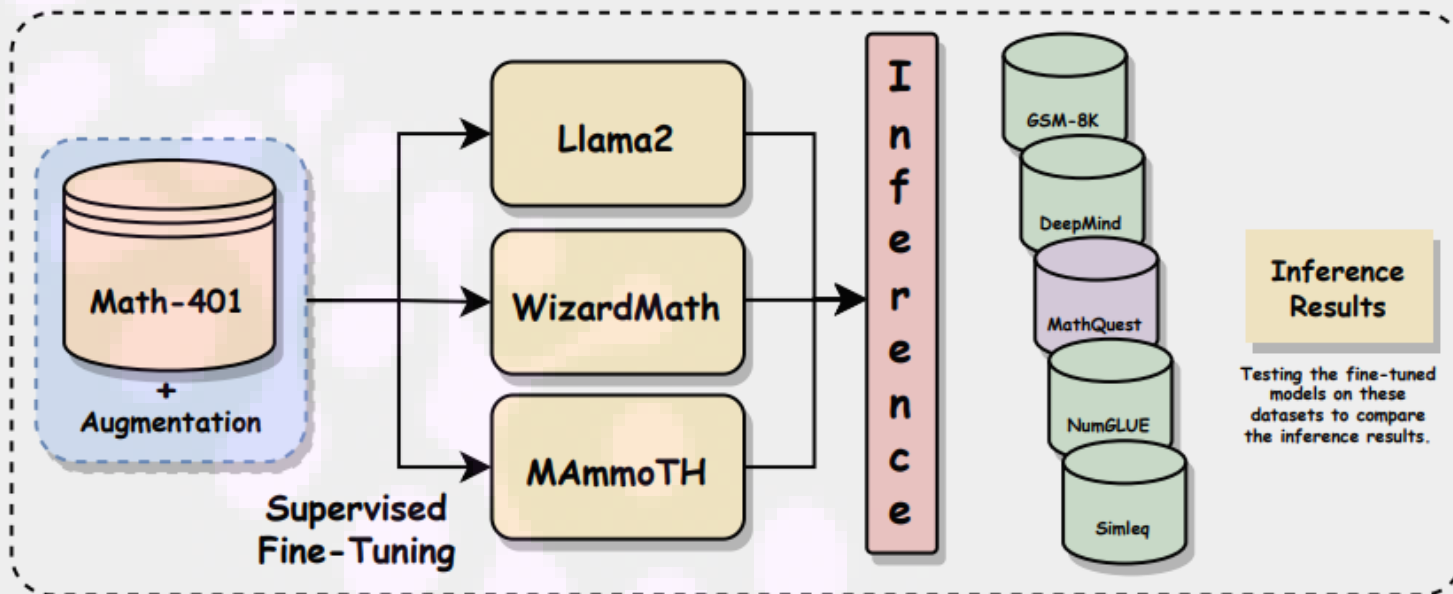 Math-401
+
Augmentation
Supervised
Fine-Tuning
Llama2
WizardMath
MAmmoTH
Inference
GSM-8K
DeepMind
MathQuest
NumGLUE
Simleq
Inference
Results
Testing the fine-tuned
models on these
datasets to compare
the inference results.